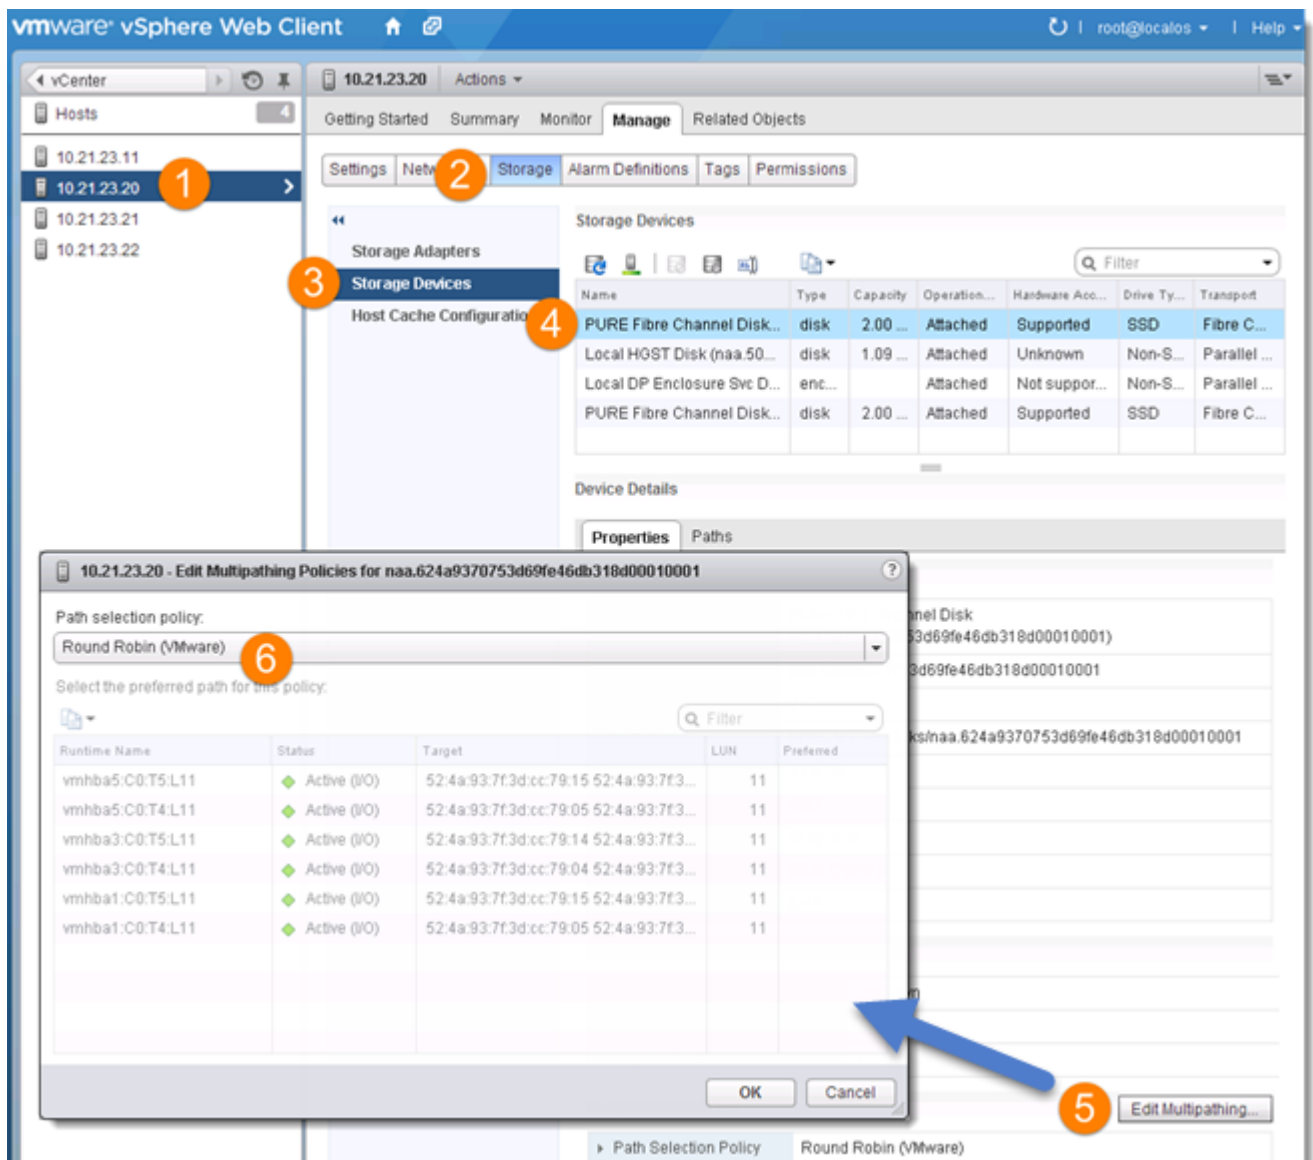 vmware® vSphere Web Client
root@localos
Help
vCenter
10.21.23.20 Actions
Hosts 4
Getting Started Summary Monitor Manage Related Objects
10.21.23.11
10.21.23.20 1
10.21.23.21
10.21.23.22
Settings 2 Storage Alarm Definitions Tags Permissions
Storage Adapters
3 Storage Devices
Host Cache Configuration
Storage Devices
Filter
Name Type Capacity Operation... Hardware Acc... Drive Ty... Transport
4 PURE Fibre Channel Disk... disk 2.00 ... Attached Supported SSD Fibre C...
Local HGST Disk (naa.50... disk 1.09 ... Attached Unknown Non-S... Parallel ...
Local DP Enclosure Svc D... enc... Attached Not suppor... Non-S... Parallel ...
PURE Fibre Channel Disk... disk 2.00 ... Attached Supported SSD Fibre C...
Device Details
Properties Paths
10.21.23.20 - Edit Multipathing Policies for naa.624a9370753d69fe46db318d00010001 ?
Path selection policy:
Round Robin (VMware) 6
Select the preferred path for this policy:
Filter
Runtime Name Status Target LUN Preferred
vmhba5:C0:T5:L11 Active (I/O) 52:4a:93:7f:3d:cc:79:15 52:4a:93:7f:3... 11
vmhba5:C0:T4:L11 Active (I/O) 52:4a:93:7f:3d:cc:79:05 52:4a:93:7f:3... 11
vmhba3:C0:T5:L11 Active (I/O) 52:4a:93:7f:3d:cc:79:14 52:4a:93:7f:3... 11
vmhba3:C0:T4:L11 Active (I/O) 52:4a:93:7f:3d:cc:79:04 52:4a:93:7f:3... 11
vmhba1:C0:T5:L11 Active (I/O) 52:4a:93:7f:3d:cc:79:15 52:4a:93:7f:3... 11
vmhba1:C0:T4:L11 Active (I/O) 52:4a:93:7f:3d:cc:79:05 52:4a:93:7f:3... 11
OK Cancel
nnel Disk
53d69fe46db318d00010001)
3d69fe46db318d00010001
ks/naa.624a9370753d69fe46db318d00010001
5 Edit Multipathing...
Path Selection Policy Round Robin (VMware)